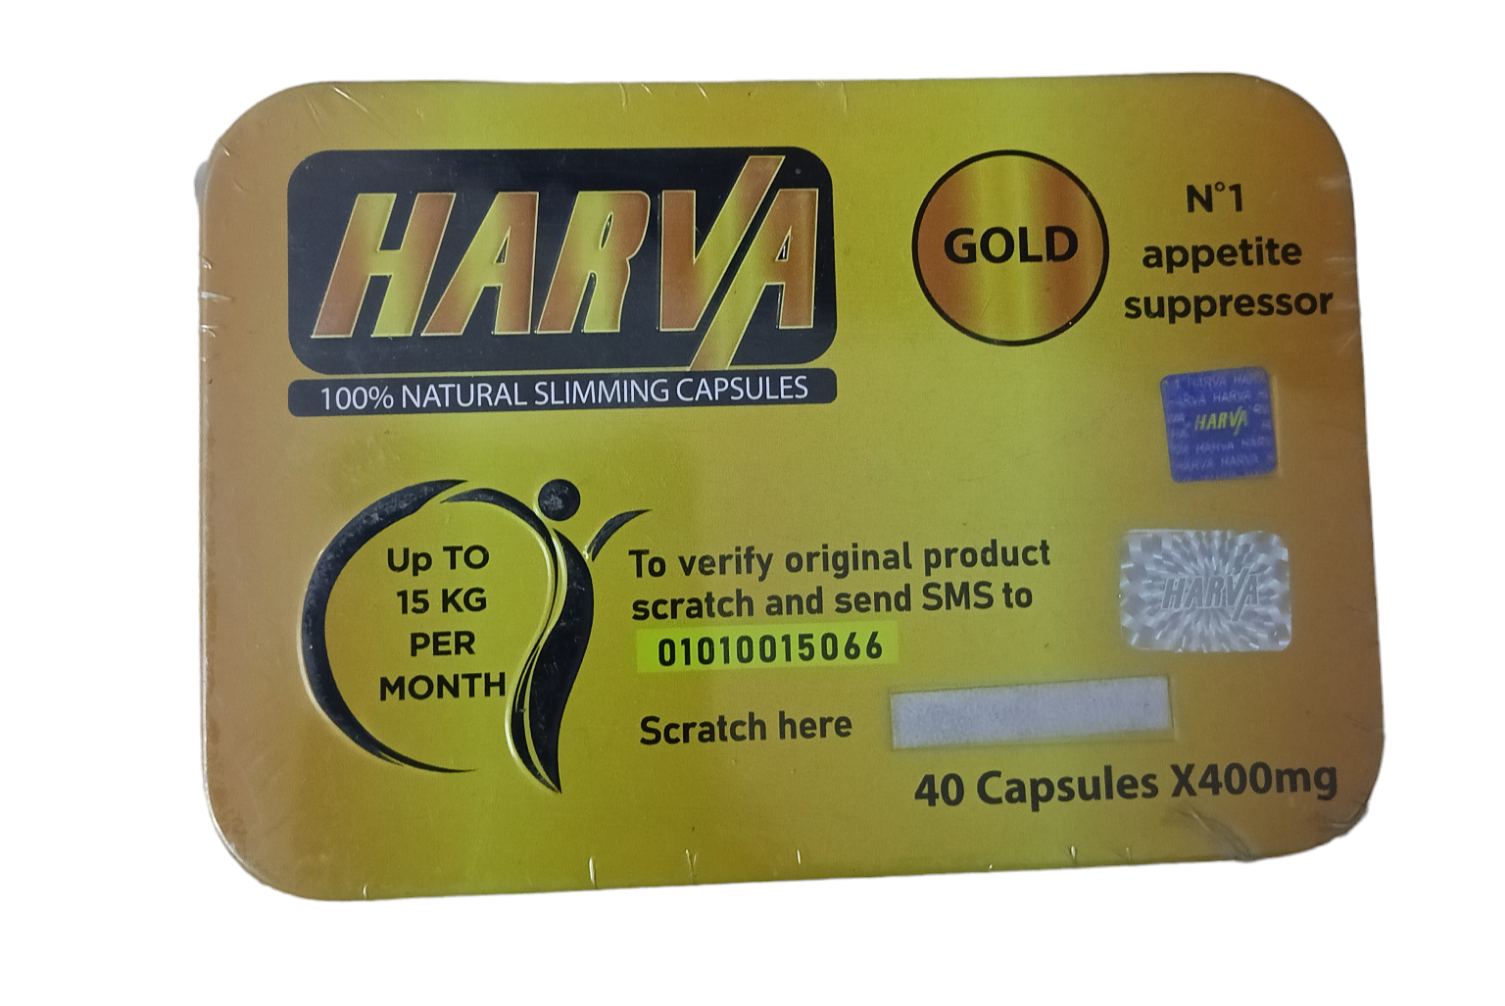 HARVA
100% NATURAL SLIMMING CAPSULES
GOLD
N°1
appetite
suppressor
HARVA
HARVA
Up TO
15 KG
PER
MONTH
To verify original product
scratch and send SMS to
01010015066
Scratch here
40 Capsules X400mg